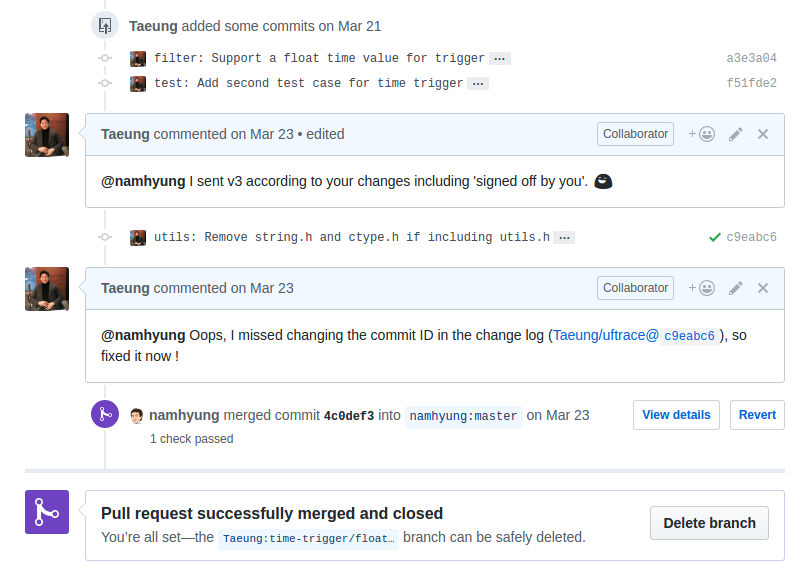 Taeung added some commits on Mar 21
filter: Support a float time value for trigger … a3e3a04
test: Add second test case for time trigger … f51fde2
Taeung commented on Mar 23 • edited Collaborator +
@namhyung I sent v3 according to your changes including 'signed off by you'.
utils: Remove string.h and ctype.h if including utils.h … c9eabc6
Taeung commented on Mar 23 Collaborator +
@namhyung Oops, I missed changing the commit ID in the change log (Taeung/uftrace@c9eabc6), so
fixed it now !
namhyung merged commit 4c0def3 into namhyung:master on Mar 23 View details Revert
1 check passed
Pull request successfully merged and closed
You're all set—the Taeung:time-trigger/float… branch can be safely deleted. Delete branch